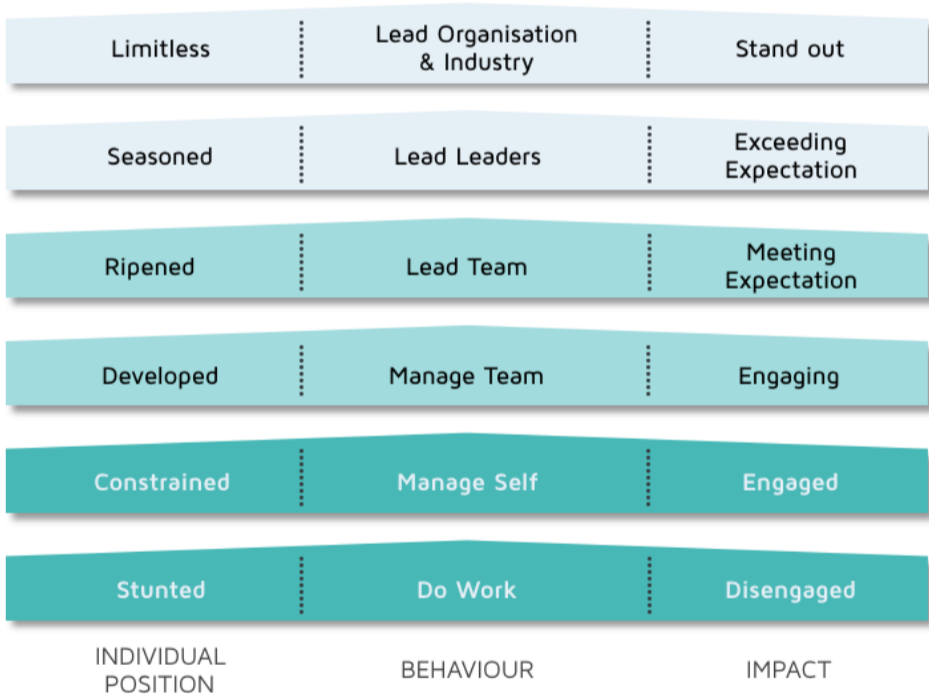 Limitless
Lead Organisation
& Industry
Stand out
Seasoned
Lead Leaders
Exceeding
Expectation
Ripened
Lead Team
Meeting
Expectation
Developed
Manage Team
Engaging
Constrained
Manage Self
Engaged
Stunted
Do Work
Disengaged
INDIVIDUAL
POSITION
BEHAVIOUR
IMPACT